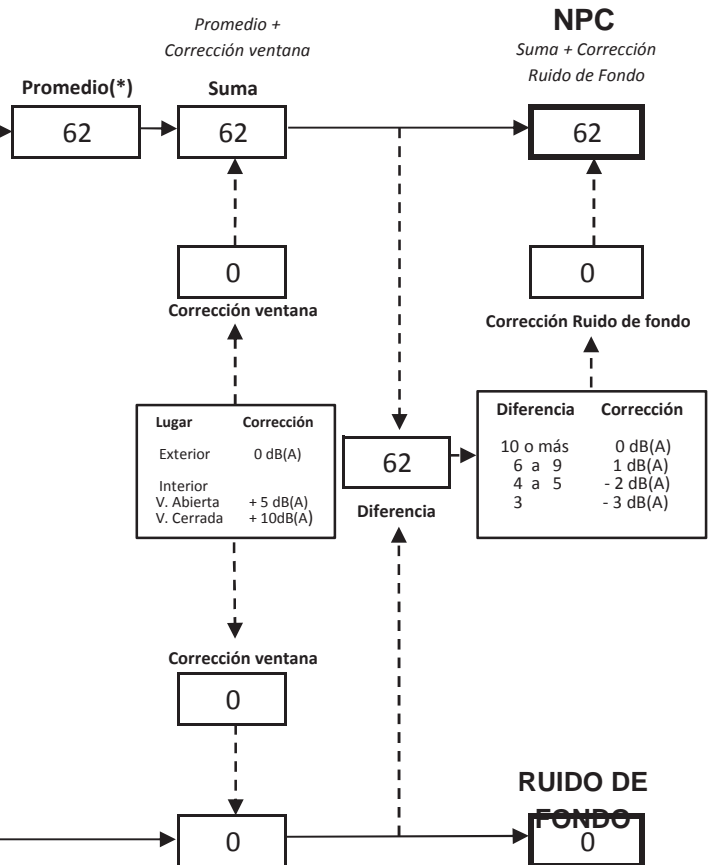 NPC
Promedio +
Corrección ventana
Suma + Corrección
Ruido de Fondo
Promedio(*)
Suma
62
62
62
0
0
Corrección ventana
Corrección Ruido de fondo
Lugar Corrección
Exterior 0 dB(A)
Interior
V. Abierta + 5 dB(A)
V. Cerrada + 10dB(A)
62
Diferencia
Diferencia Corrección
10 o más 0 dB(A)
6 a 9 1 dB(A)
4 a 5 - 2 dB(A)
3 - 3 dB(A)
Corrección ventana
0
RUIDO DE
FONDO
0
0